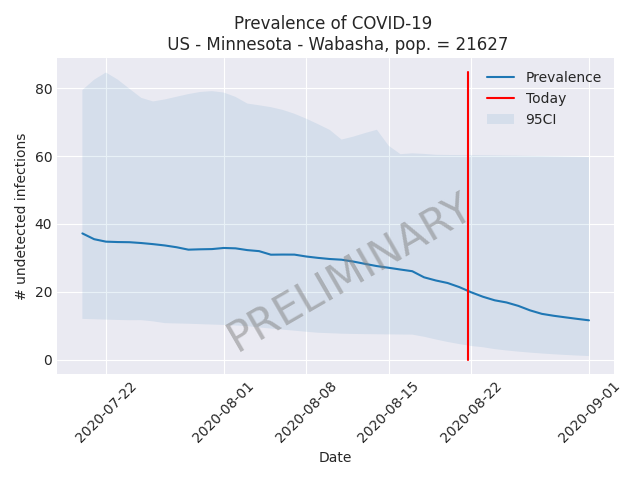 Prevalence of COVID-19
US - Minnesota - Wabasha, pop. = 21627
# undetected infections
80
60
40
20
0
Prevalence
Today
95CI
PRELIMINARY
2020-07-22
2020-08-01
2020-08-08
2020-08-15
2020-08-22
2020-09-01
Date